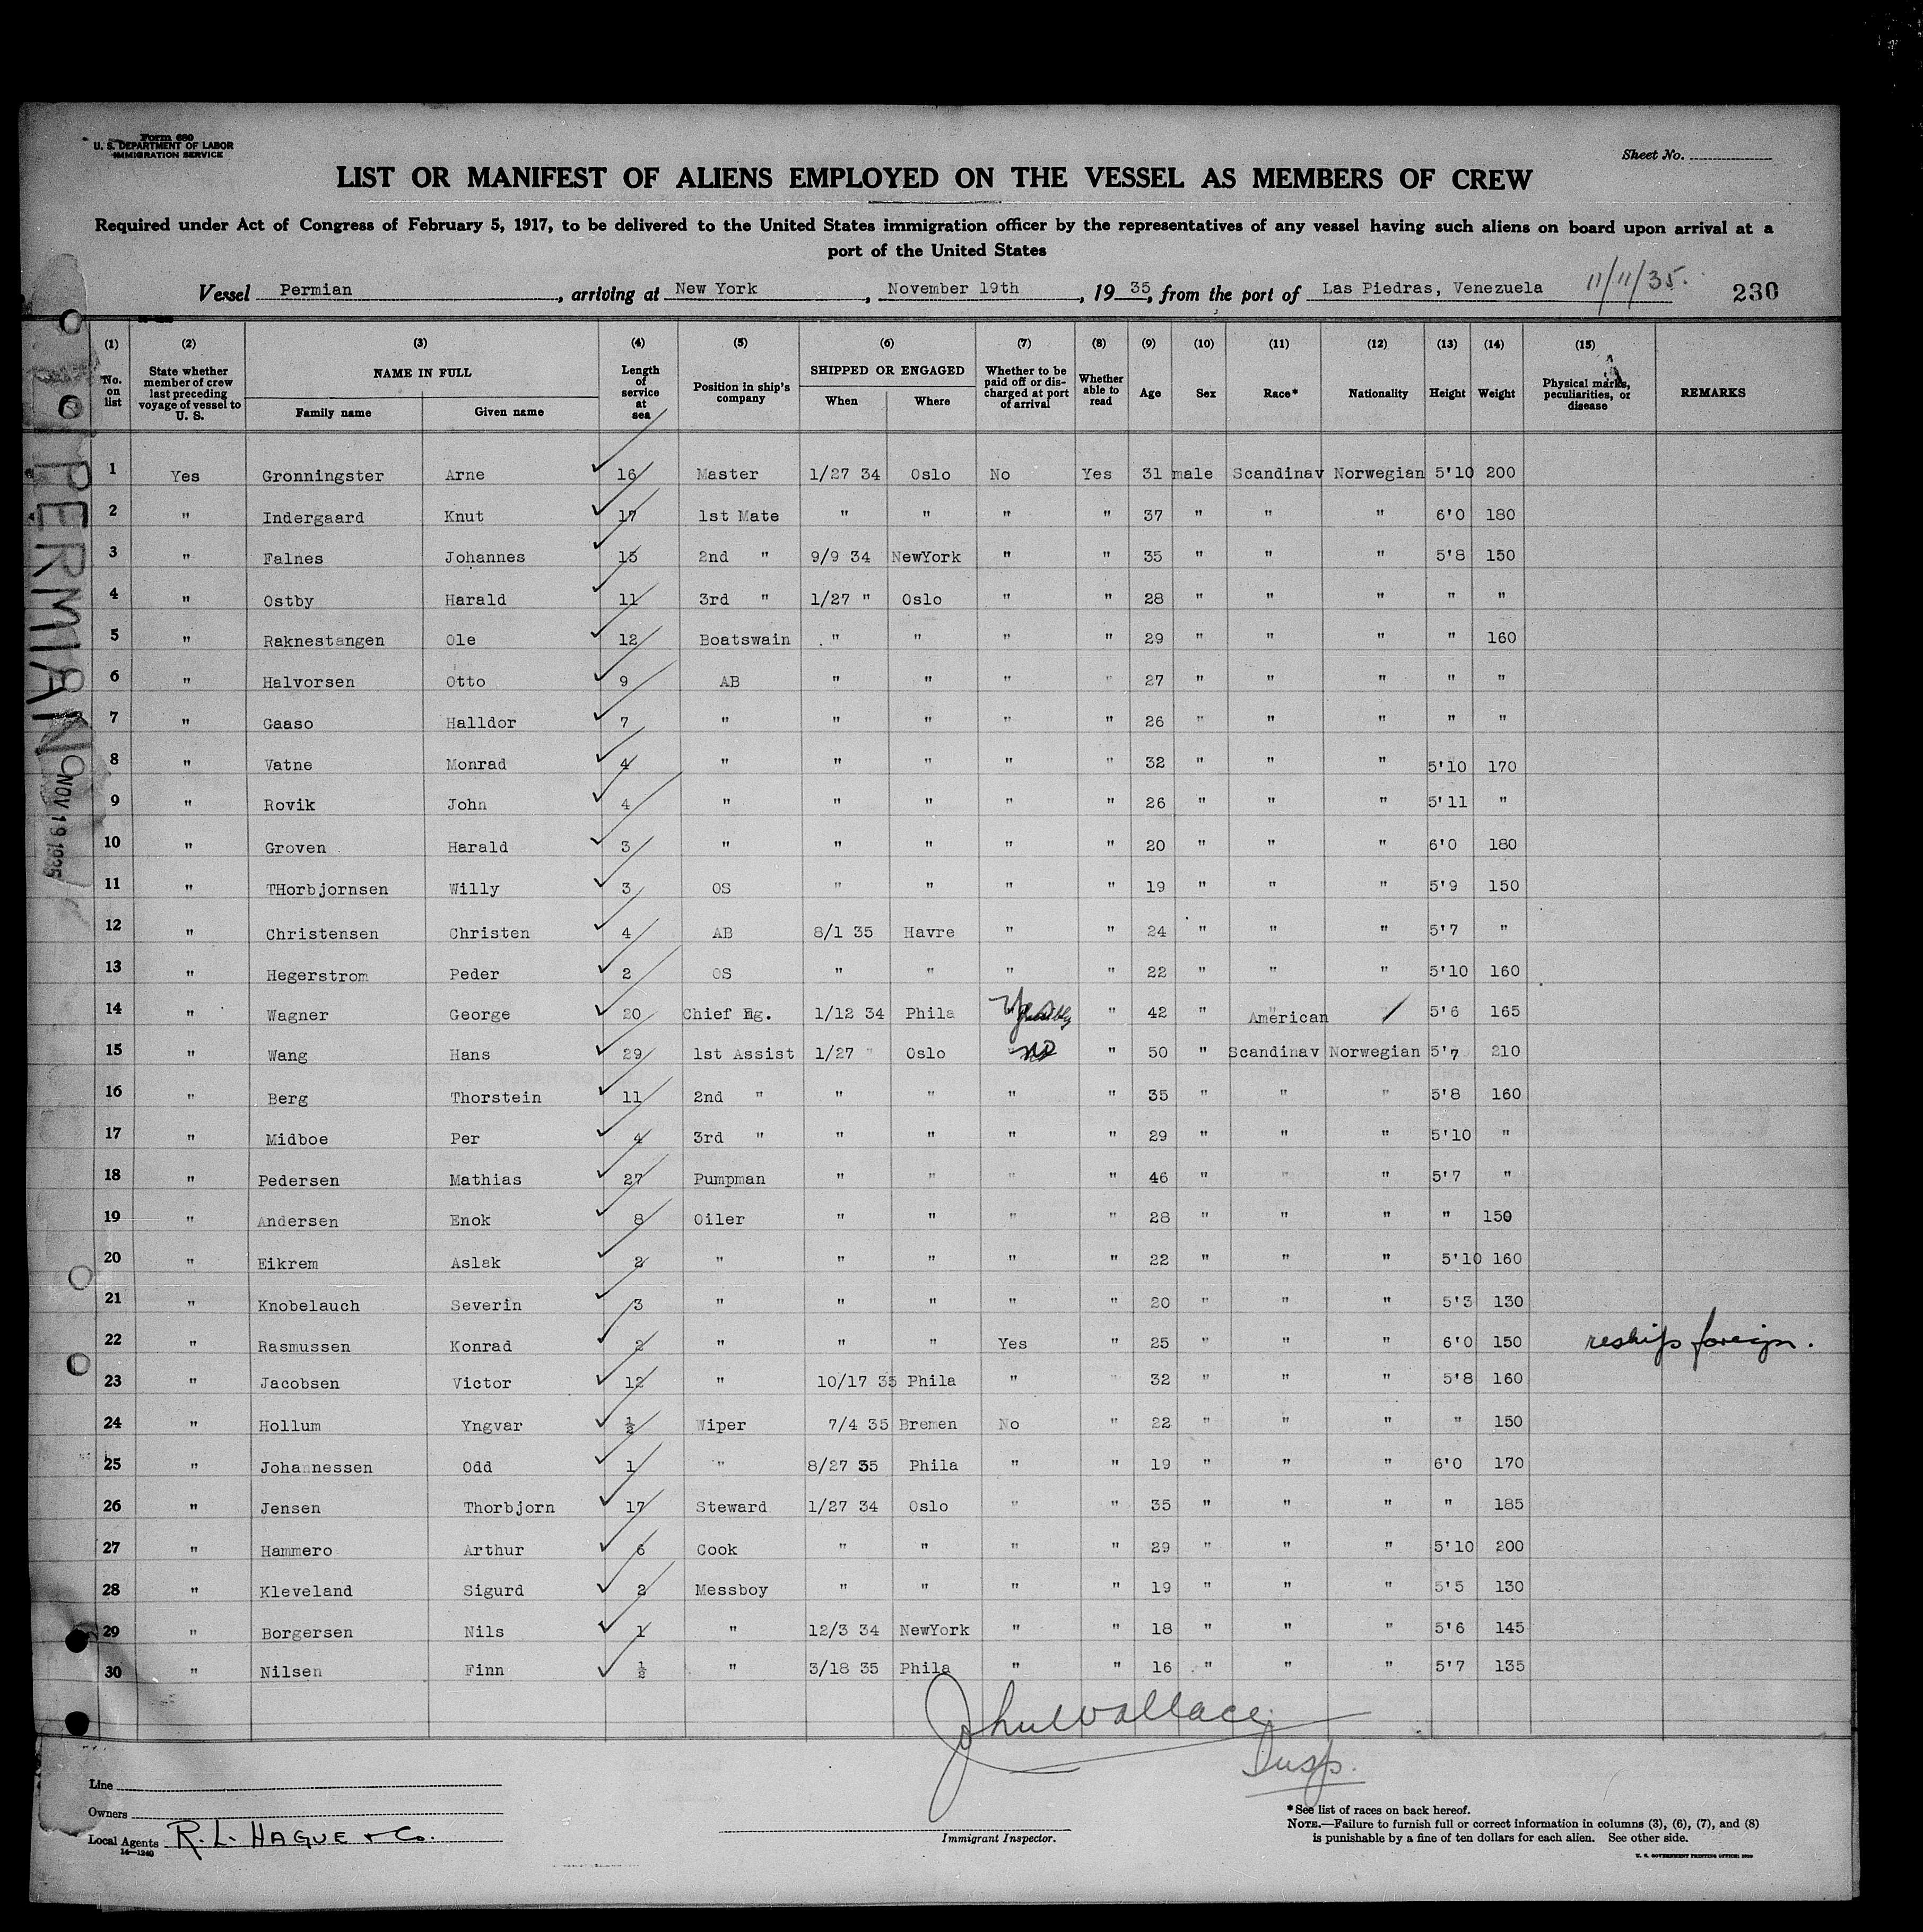 Form 680
U. S. DEPARTMENT OF LABOR
IMMIGRATION SERVICE
Sheet No.
LIST OR MANIFEST OF ALIENS EMPLOYED ON THE VESSEL AS MEMBERS OF CREW
Required under Act of Congress of February 5, 1917, to be delivered to the United States immigration officer by the representatives of any vessel having such aliens on board upon arrival at a
port of the United States
Vessel Permian, arriving at New York, November 19th, 19 35, from the port of Las Piedras, Venezuela 11/11/35. 230
(1) (2) (3) (4) (5) (6) (7) (8) (9) (10) (11) (12) (13) (14) (15)
No. on list State whether member of crew last preceding voyage of vessel to U. S. NAME IN FULL Family name Given name Length of service at sea Position in ship's company SHIPPED OR ENGAGED When Where Whether to be paid off or discharged at port of arrival Whether able to read Age Sex Race* Nationality Height Weight Physical marks, peculiarities, or disease REMARKS
1 Yes Gronningster Arne 16 Master 1/27 34 Oslo No Yes 31 male Scandinav Norwegian 5'10 200
2 " Indergaard Knut 17 1st Mate " " " " 37 " " " 6'0 180
3 " Falnes Johannes 15 2nd " 9/9 34 NewYork " " 35 " " " 5'8 150
4 " Ostby Harald 11 3rd " 1/27 " Oslo " " 28 " " " " "
5 " Raknestangen Ole 12 Boatswain " " " " 29 " " " " 160
6 " Halvorsen Otto 9 AB " " " " 27 " " " " "
7 " Gaaso Halldor 7 " " " " " 26 " " " " "
8 " Vatne Monrad 4 " " " " " 32 " " " 5'10 170
9 " Rovik John 4 " " " " " 26 " " " 5'11 "
10 " Groven Harald 3 " " " " " 20 " " " 6'0 180
11 " THorbjornsen Willy 3 OS " " " " 19 " " " 5'9 150
12 " Christensen Christen 4 AB 8/1 35 Havre " " 24 " " " 5'7 "
13 " Hegerstrom Peder 2 OS " " " " 22 " " " 5'10 160
14 " Wagner George 20 Chief Eng. 1/12 34 Phila " 42 " American 5'6 165
15 " Wang Hans 29 1st Assist 1/27 " Oslo No " 50 " Scandinav Norwegian 5'7 210
16 " Berg Thorstein 11 2nd " " " " " 35 " " " 5'8 160
17 " Midboe Per 4 3rd " " " " " 29 " " " 5'10 "
18 " Pedersen Mathias 27 Pumpman " " " " 46 " " " 5'7 "
19 " Andersen Enok 8 Oiler " " " " 28 " " " " 150
20 " Eikrem Aslak 2 " " " " " 22 " " " 5'10 160
21 " Knobelauch Severin 3 " " " " " 20 " " " 5'3 130
22 " Rasmussen Konrad 2 " " " Yes " 25 " " " 6'0 150 reships foreign.
23 " Jacobsen Victor 12 " 10/17 35 Phila " " 32 " " " 5'8 160
24 " Hollum Yngvar ½ Wiper 7/4 35 Bremen No " 22 " " " " 150
25 " Johannessen Odd 1 " 8/27 35 Phila " " 19 " " " 6'0 170
26 " Jensen Thorbjorn 17 Steward 1/27 34 Oslo " " 35 " " " " 185
27 " Hammero Arthur 6 Cook " " " " 29 " " " 5'10 200
28 " Kleveland Sigurd 2 Messboy " " " " 19 " " " 5'5 130
29 " Borgersen Nils 1 " 12/3 34 NewYork " " 18 " " " 5'6 145
30 " Nilsen Finn ½ " 3/18 35 Phila " " 16 " " " 5'7 135
PERMIAN
NOV 19 1935
John Wallace
Insp.
Line
Owners
Local Agents R. L. HAGUE & Co.
14—1240
Immigrant Inspector.
*See list of races on back hereof.
NOTE.—Failure to furnish full or correct information in columns (3), (6), (7), and (8)
is punishable by a fine of ten dollars for each alien. See other side.